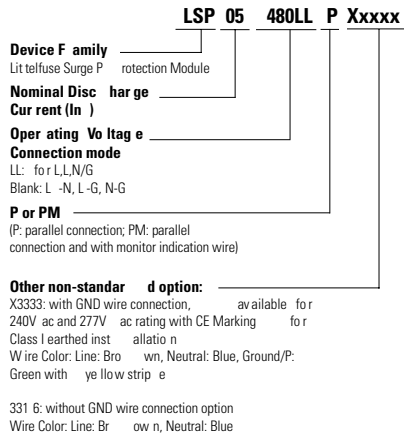 LSP 05 480LL P Xxxxx
Device F amily
Lit telfuse Surge P rotection Module
Nominal Disc har ge
Cur rent (In )
Oper ating Vo ltag e
Connection mode
LL: fo r L,L,N/G
Blank: L -N, L -G, N-G
P or PM
(P: parallel connection; PM: parallel
connection and with monitor indication wire)
Other non-standar d option:
X3333: with GND wire connection, av ailable fo r
240V ac and 277V ac rating with CE Marking fo r
Class I earthed inst allatio n
W ire Color: Line: Bro wn, Neutral: Blue, Ground/P:
Green with ye llow strip e
331 6: without GND wire connection option
Wire Color: Line: Br ow n, Neutral: Blue